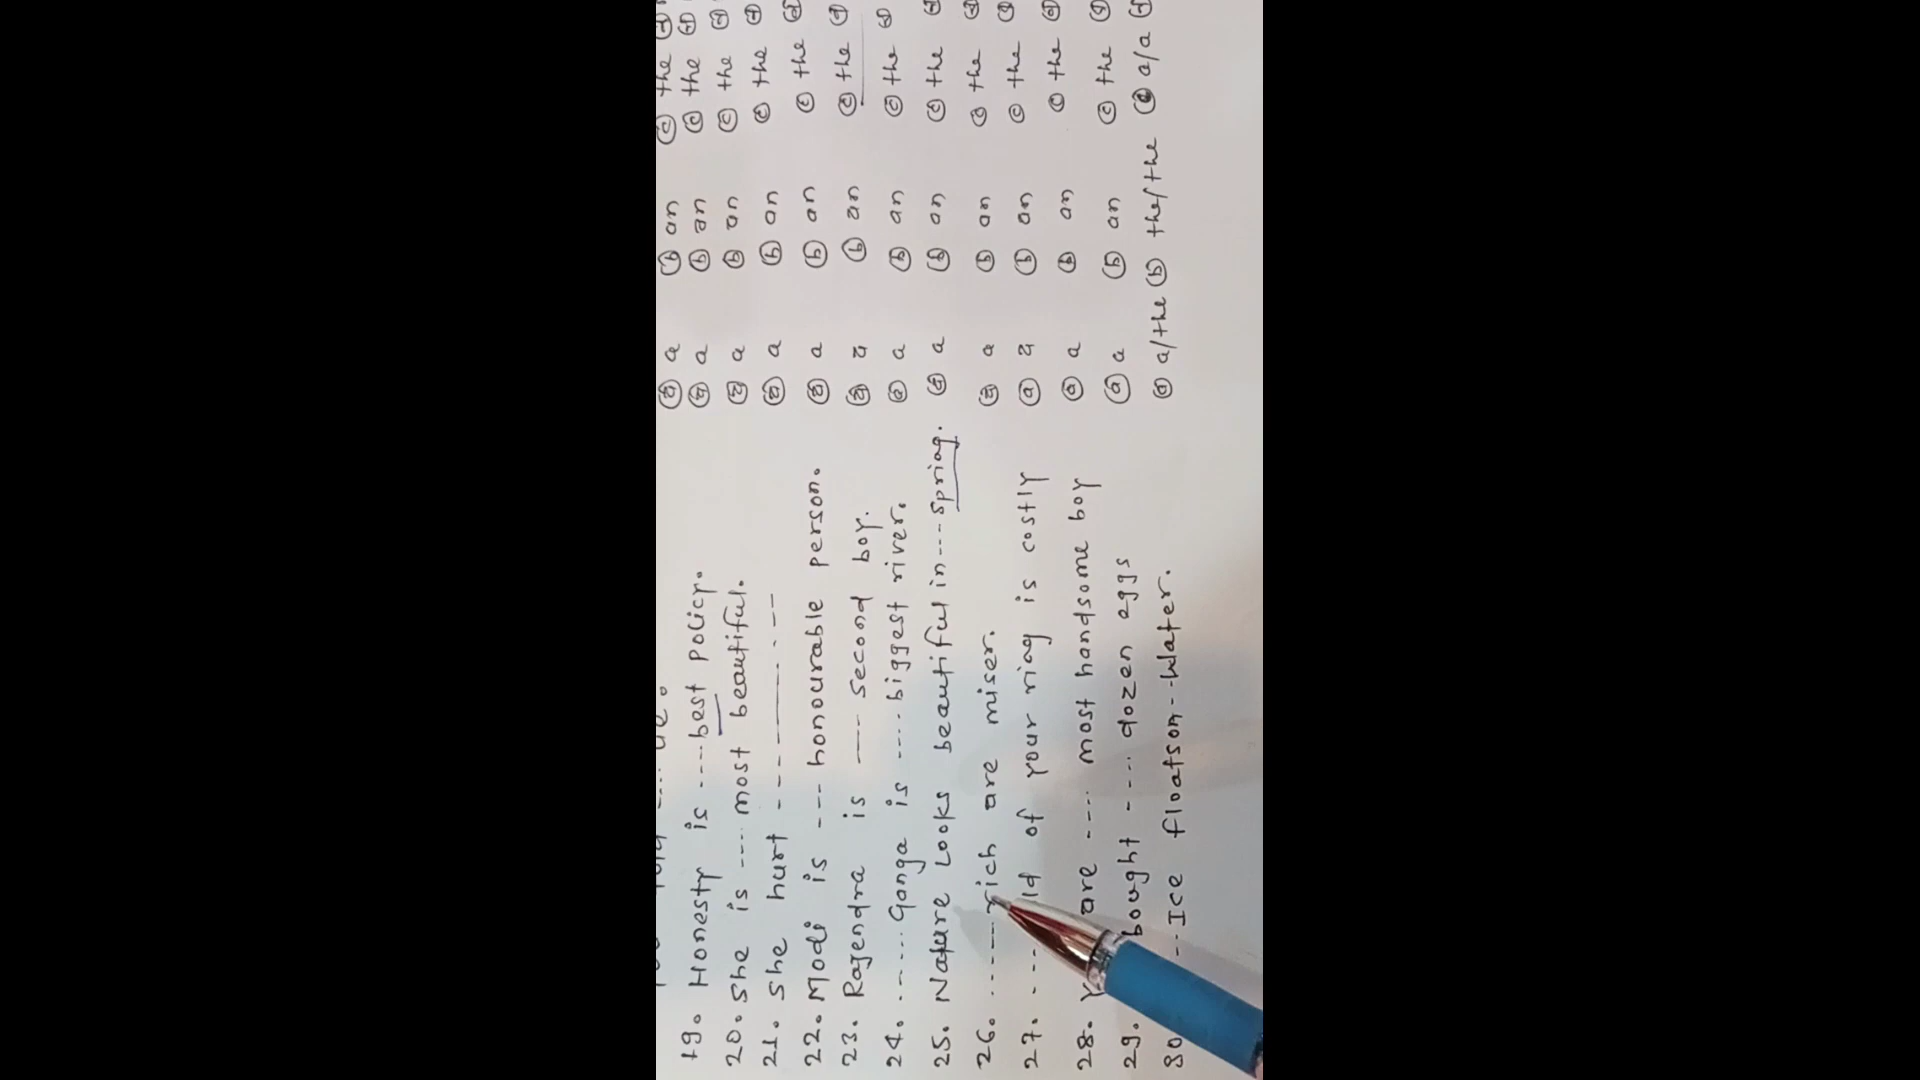 19. Honesty is ----best policy. (a) a (b) an (c) the (d)
20. She is ---- most beautiful. (a) a (b) an (c) the (d)
21. She hurt ---------- (a) a (b) an (c) the (d)
22. Modi is --- honourable person. (a) a (b) an (c) the (d)
23. Rajendra is ---- second boy. (a) a (b) an (c) the (d)
24. -----Ganga is ---- biggest river. (a) a (b) an (c) the (d)
25. Nature Looks beautiful in---spring. (a) a (b) an (c) the (d)
26. ------rich are miser. (a) a (b) an (c) the (d)
27. ---- of your ring is costly (a) a (b) an (c) the (d)
28. are ---- most handsome boy (a) a (b) an (c) the (d)
29. bought ---- dozen eggs (a) a (b) an (c) the (d)
30 --Ice floatson--Water. (a) a/the (b) the/the (c) a/a (d)